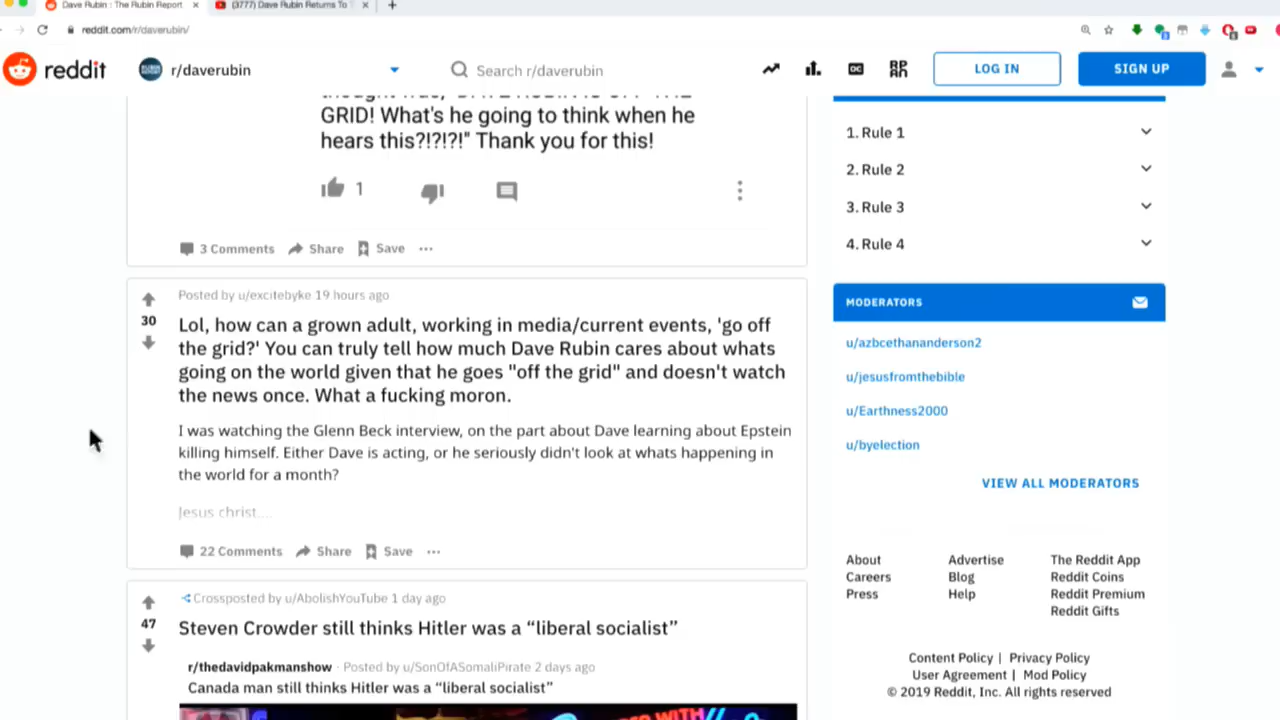 Dave Rubin : The Rubin Report
(3777) Dave Rubin Returns To
reddit.com/r/daverubin/
reddit
r/daverubin
Search r/daverubin
LOG IN
SIGN UP
GRID! What's he going to think when he
hears this?!?!?!" Thank you for this!
1
3 Comments
Share
Save
30
Posted by u/excitebyke 19 hours ago
Lol, how can a grown adult, working in media/current events, 'go off
the grid?' You can truly tell how much Dave Rubin cares about whats
going on the world given that he goes "off the grid" and doesn't watch
the news once. What a fucking moron.
I was watching the Glenn Beck interview, on the part about Dave learning about Epstein
killing himself. Either Dave is acting, or he seriously didn't look at whats happening in
the world for a month?
Jesus christ....
22 Comments
Share
Save
47
Crossposted by u/AbolishYouTube 1 day ago
Steven Crowder still thinks Hitler was a “liberal socialist”
r/thedavidpakmanshow · Posted by u/SonOfASomaliPirate 2 days ago
Canada man still thinks Hitler was a “liberal socialist”
1. Rule 1
2. Rule 2
3. Rule 3
4. Rule 4
MODERATORS
u/azbcethananderson2
u/jesusfromthebible
u/Earthness2000
u/byelection
VIEW ALL MODERATORS
About
Careers
Press
Advertise
Blog
Help
The Reddit App
Reddit Coins
Reddit Premium
Reddit Gifts
Content Policy | Privacy Policy
User Agreement | Mod Policy
© 2019 Reddit, Inc. All rights reserved